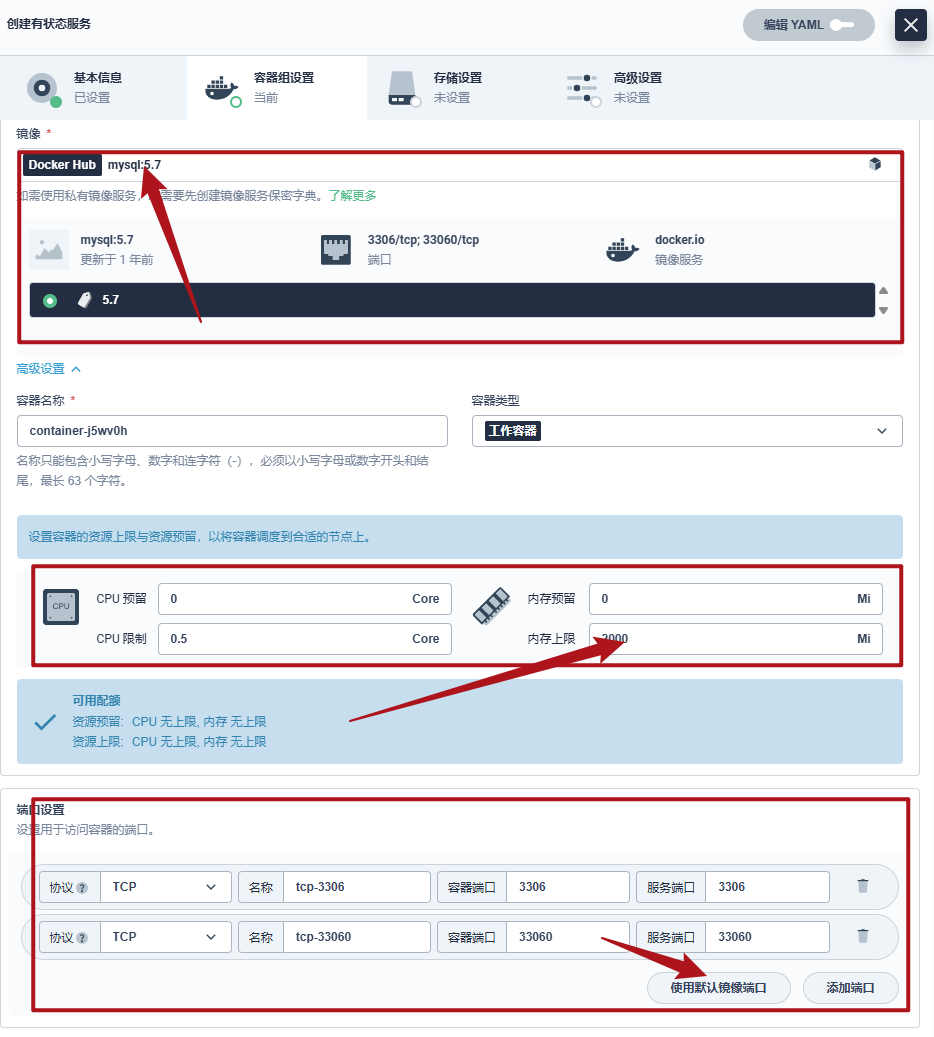 创建有状态服务
编辑 YAML
基本信息
已设置
容器组设置
当前
存储设置
未设置
高级设置
未设置
镜像 *
Docker Hub mysql:5.7
如需使用私有镜像服务，需要先创建镜像服务保密字典。了解更多
mysql:5.7
更新于 1 年前
3306/tcp; 33060/tcp
端口
docker.io
镜像服务
5.7
高级设置
容器名称 *
container-j5wv0h
名称只能包含小写字母、数字和连字符（-），必须以小写字母或数字开头和结
尾，最长 63 个字符。
容器类型
工作容器
设置容器的资源上限与资源预留，以将容器调度到合适的节点上。
CPU
CPU 预留 0 Core
CPU 限制 0.5 Core
内存预留 0 Mi
内存上限 2000 Mi
可用配额
资源预留: CPU 无上限, 内存 无上限
资源上限: CPU 无上限, 内存 无上限
端口设置
设置用于访问容器的端口。
协议 ? TCP 名称 tcp-3306 容器端口 3306 服务端口 3306
协议 ? TCP 名称 tcp-33060 容器端口 33060 服务端口 33060
使用默认镜像端口 添加端口